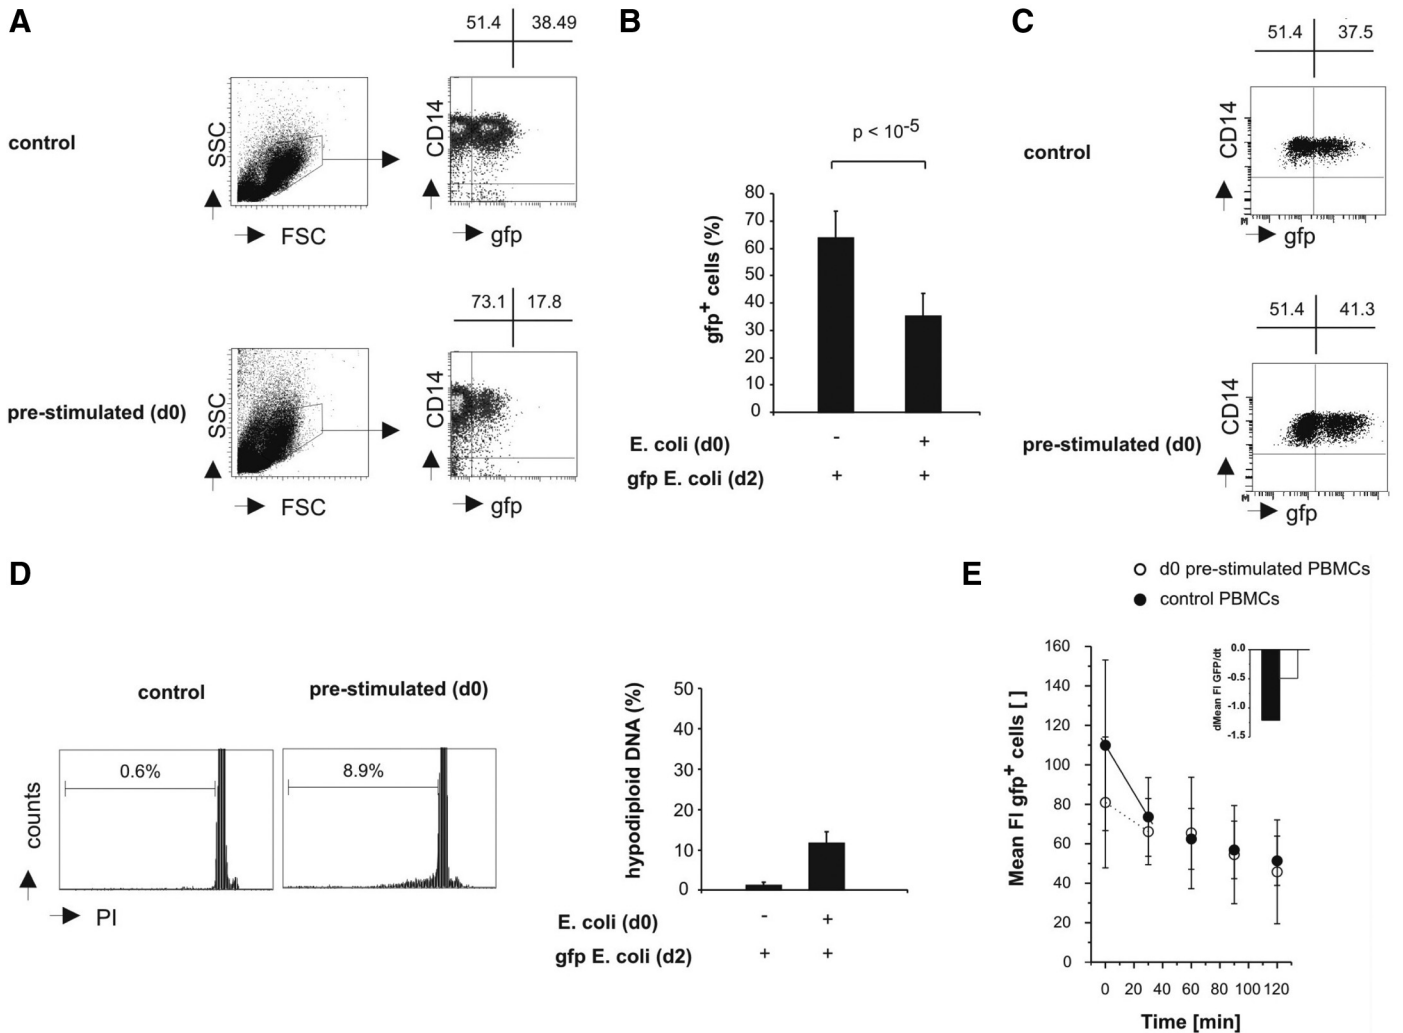 A
51.4 38.49
control
SSC
FSC
CD14
gfp
73.1 17.8
pre-stimulated (d0)
SSC
FSC
CD14
gfp
B
p < 10-5
gfp+ cells (%)
80
70
60
50
40
30
20
10
0
E. coli (d0) - +
gfp E. coli (d2) + +
C
51.4 37.5
control
CD14
gfp
51.4 41.3
pre-stimulated (d0)
CD14
gfp
D
control
0.6%
pre-stimulated (d0)
8.9%
counts
PI
hypodiploid DNA (%)
50
40
30
20
10
0
E. coli (d0) - +
gfp E. coli (d2) + +
E
d0 pre-stimulated PBMCs
control PBMCs
Mean FI gfp+ cells [ ]
160
140
120
100
80
60
40
20
0
dMean FI GFP/dt
0.0
-0.5
-1.0
-1.5
0 20 40 60 80 100 120
Time [min]